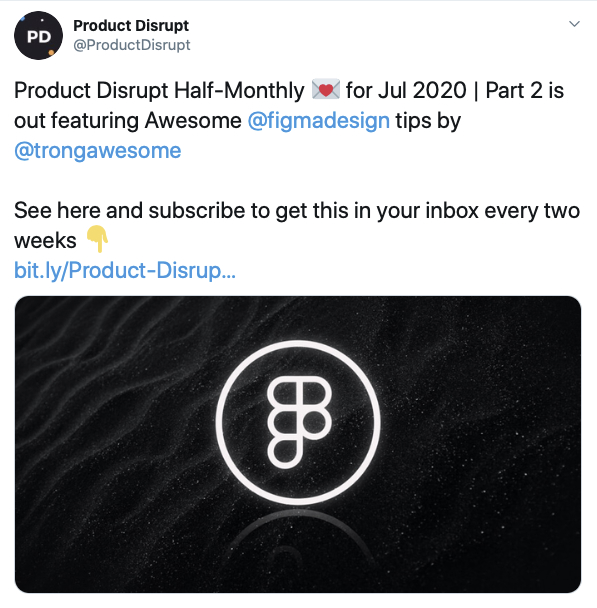 PD
Product Disrupt
@ProductDisrupt
Product Disrupt Half-Monthly 💌 for Jul 2020 | Part 2 is
out featuring Awesome @figmadesign tips by
@trongawesome
See here and subscribe to get this in your inbox every two
weeks 👇
bit.ly/Product-Disrup...